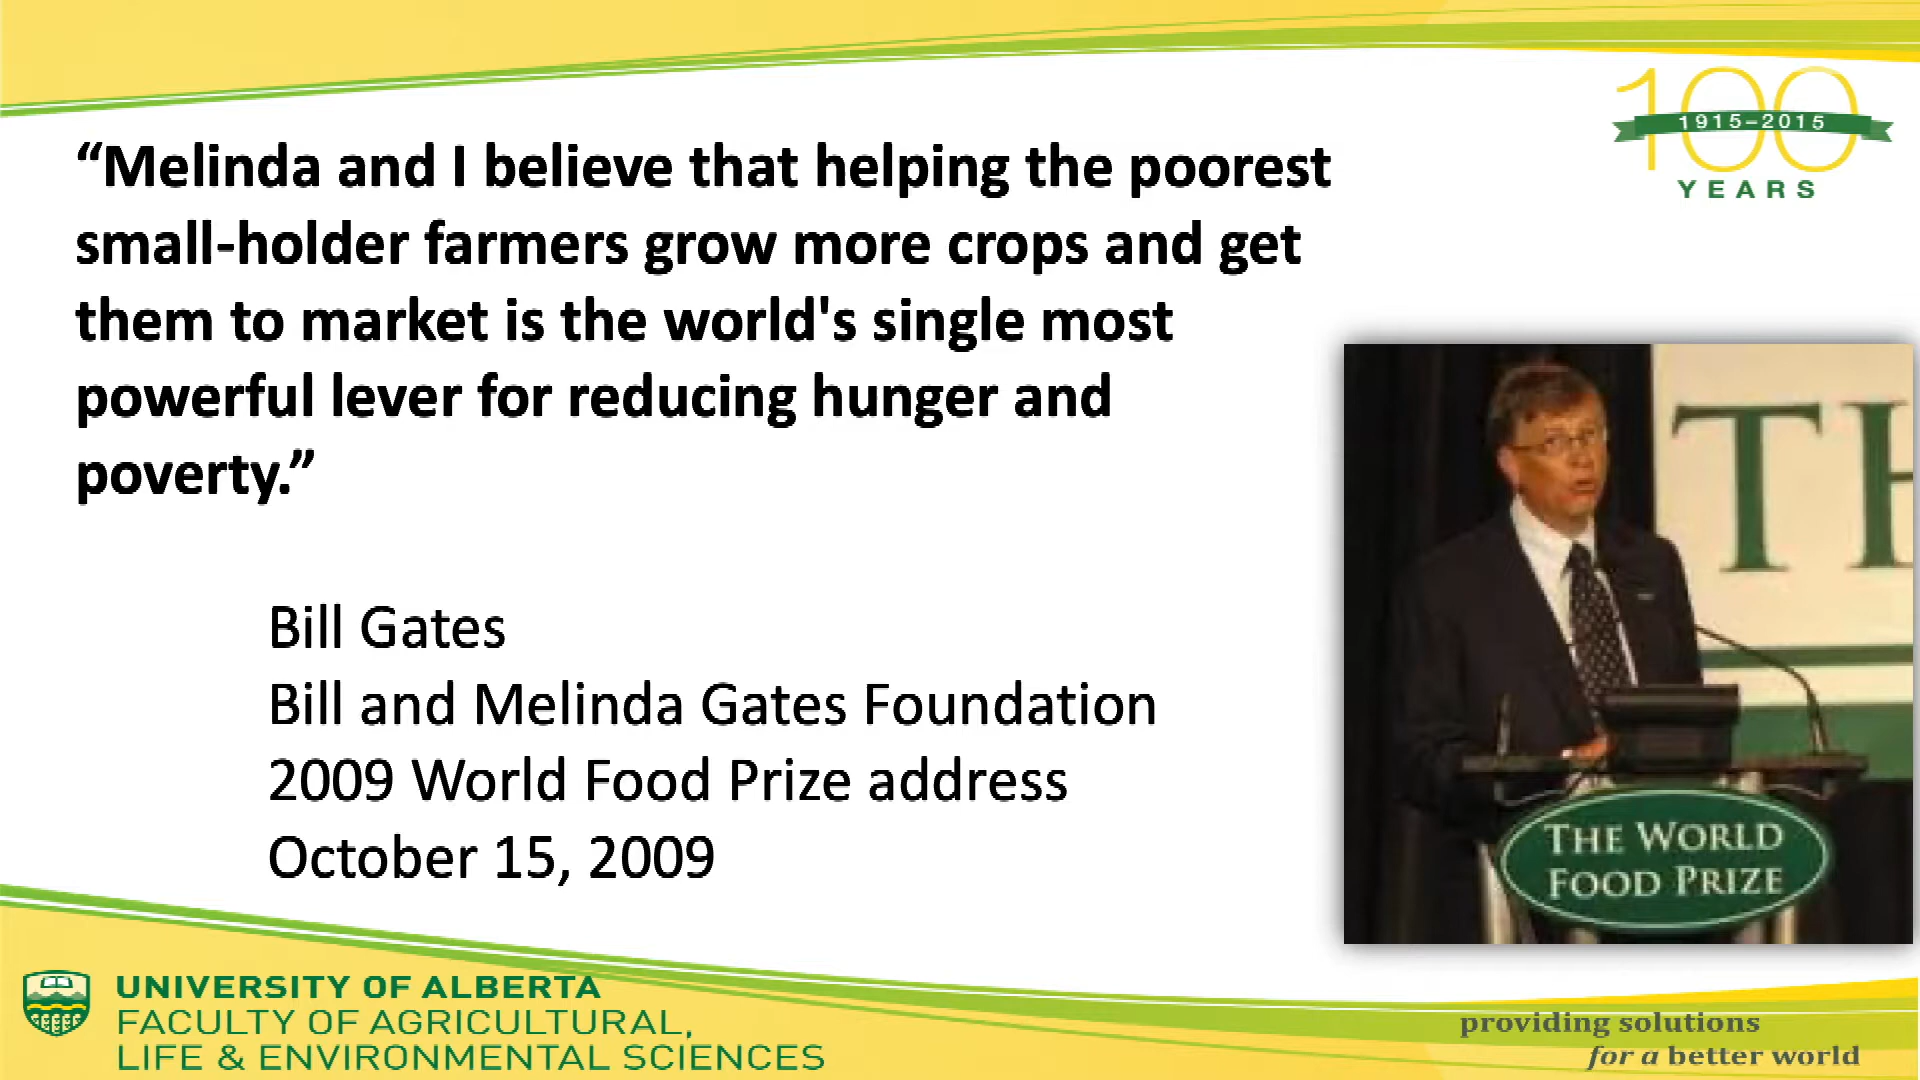 “Melinda and I believe that helping the poorest
small-holder farmers grow more crops and get
them to market is the world's single most
powerful lever for reducing hunger and
poverty.”
Bill Gates
Bill and Melinda Gates Foundation
2009 World Food Prize address
October 15, 2009
100
1915–2015
YEARS
TH
THE WORLD
FOOD PRIZE
UNIVERSITY OF ALBERTA
FACULTY OF AGRICULTURAL,
LIFE & ENVIRONMENTAL SCIENCES
providing solutions
for a better world